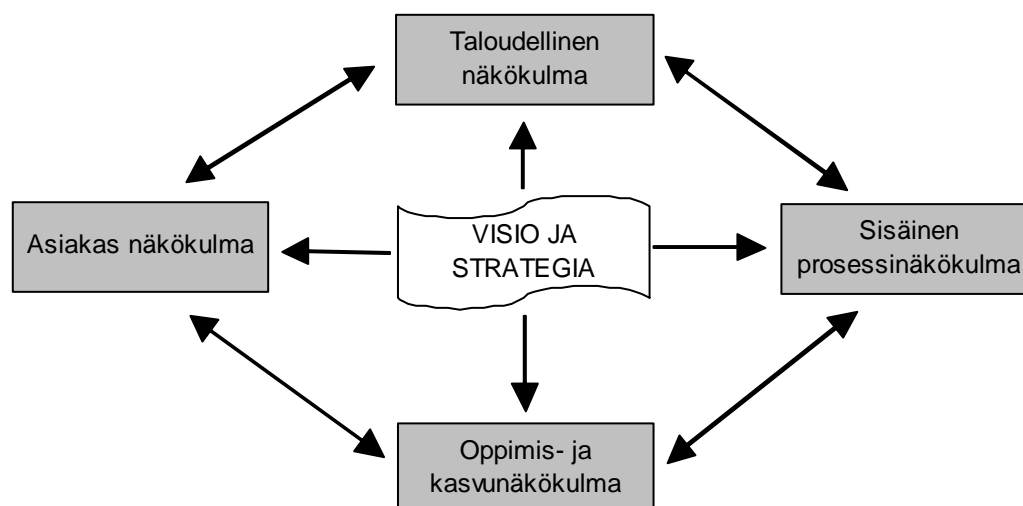 Taloudellinen
näkökulma
Asiakas näkökulma
VISIO JA
STRATEGIA
Sisäinen
prosessinäkökulma
Oppimis- ja
kasvunäkökulma